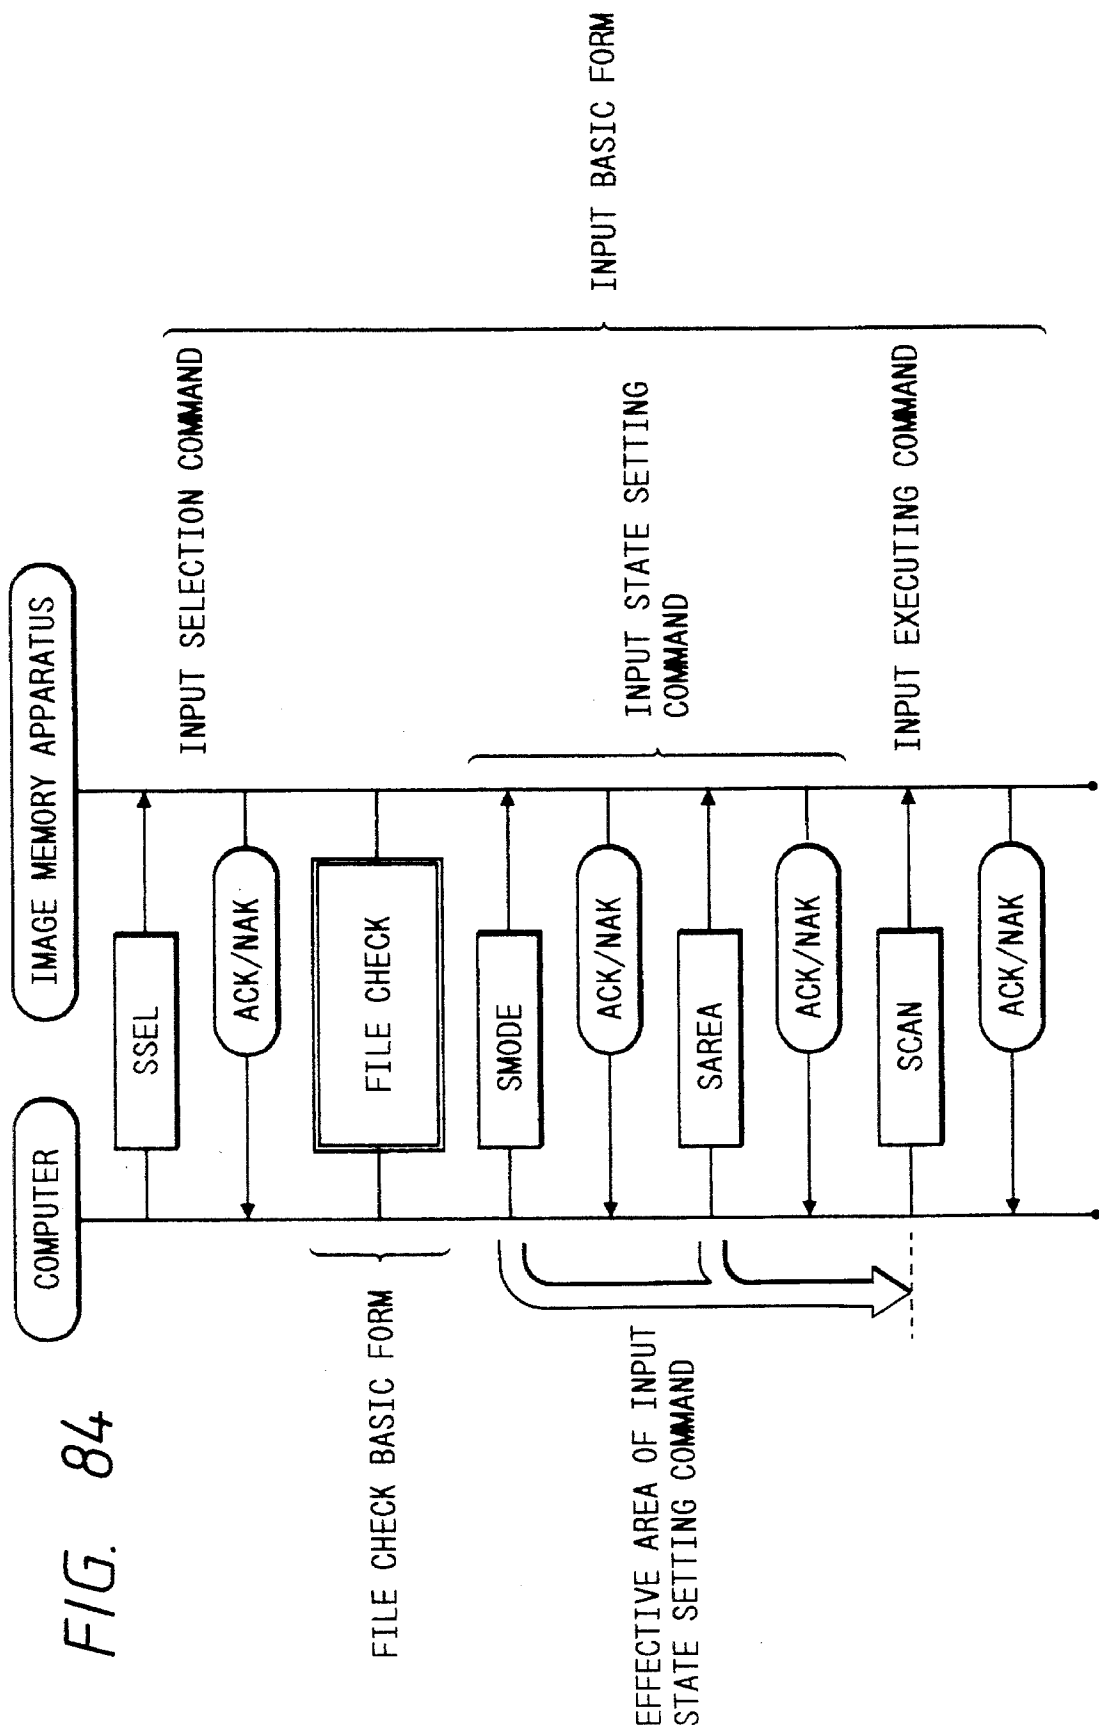 FIG. 84
COMPUTER
IMAGE MEMORY APPARATUS
SSEL
INPUT SELECTION COMMAND
ACK/NAK
FILE CHECK BASIC FORM
FILE CHECK
SMODE
ACK/NAK
INPUT STATE SETTING
COMMAND
INPUT BASIC FORM
EFFECTIVE AREA OF INPUT
STATE SETTING COMMAND
SAREA
ACK/NAK
SCAN
INPUT EXECUTING COMMAND
ACK/NAK